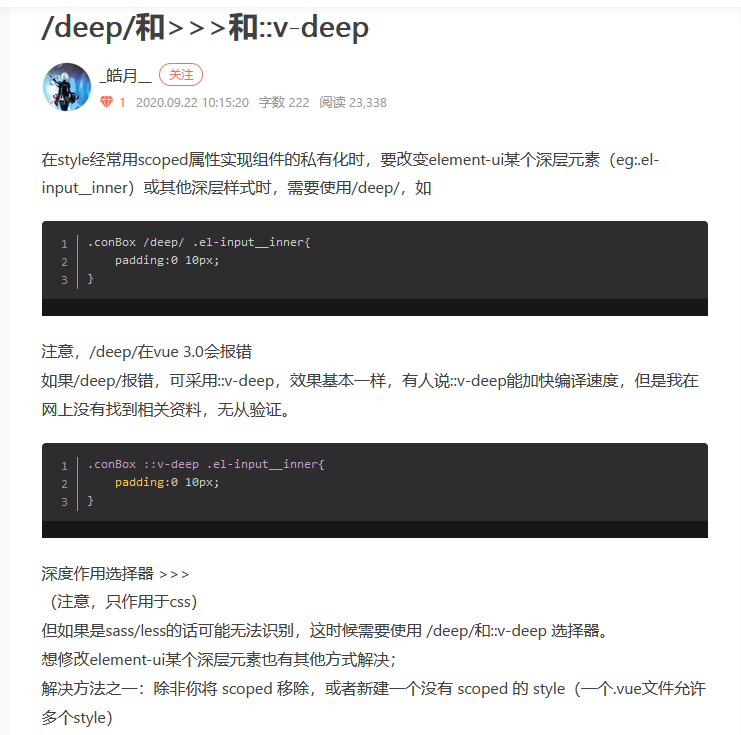 /deep/和>>>和::v-deep
_皓月__ 关注
1 2020.09.22 10:15:20 字数 222 阅读 23,338
在style经常用scoped属性实现组件的私有化时，要改变element-ui某个深层元素（eg:.el-
input__inner）或其他深层样式时，需要使用/deep/，如
1 .conBox /deep/ .el-input__inner{
2     padding:0 10px;
3 }
注意，/deep/在vue 3.0会报错
如果/deep/报错，可采用::v-deep，效果基本一样，有人说::v-deep能加快编译速度，但是我在
网上没有找到相关资料，无从验证。
1 .conBox ::v-deep .el-input__inner{
2     padding:0 10px;
3 }
深度作用选择器 >>>
（注意，只作用于css）
但如果是sass/less的话可能无法识别，这时候需要使用 /deep/和::v-deep 选择器。
想修改element-ui某个深层元素也有其他方式解决；
解决方法之一：除非你将 scoped 移除，或者新建一个没有 scoped 的 style（一个.vue文件允许
多个style）